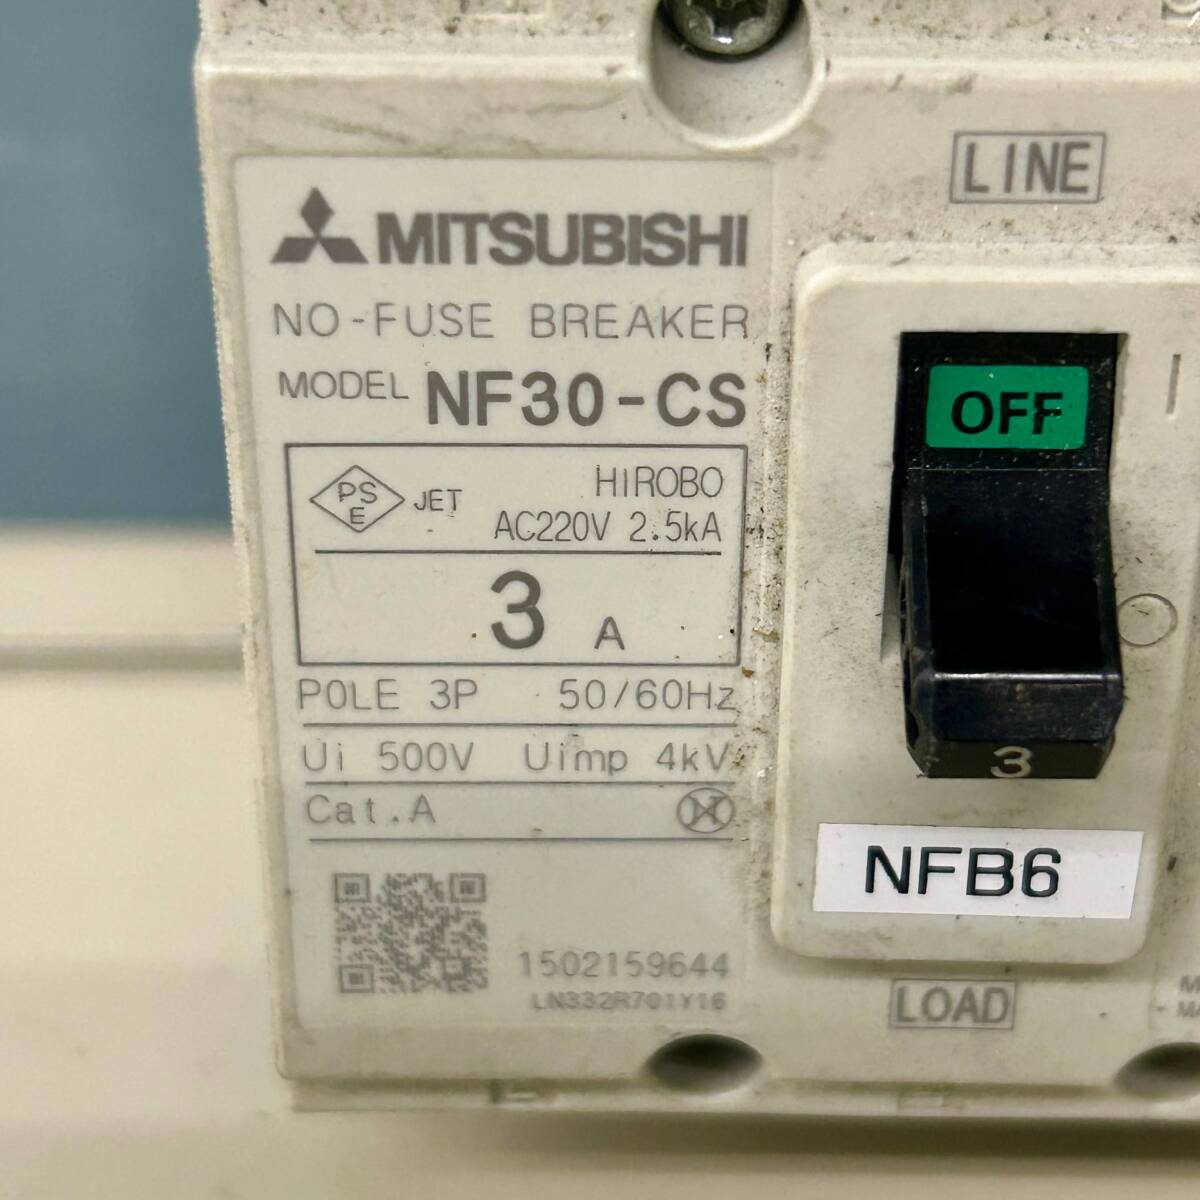 LINE
MITSUBISHI
NO-FUSE BREAKER
MODEL NF30-CS
PS
E
JET
HIROBO
AC220V 2.5kA
3 A
POLE 3P 50/60Hz
Ui 500V Uimp 4kV
Cat.A
1502159644
LN332R701Y16
OFF
3
NFB6
LOAD